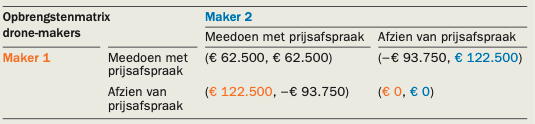 Opbrengstenmatrix Maker 2
drone-makers
Meedoen met prijsafspraak Afzien van prijsafspraak
Maker 1 Meedoen met (€ 62.500, € 62.500) (−€ 93.750, € 122.500)
prijsafspraak
Afzien van (€ 122.500, −€ 93.750) (€ 0, € 0)
prijsafspraak